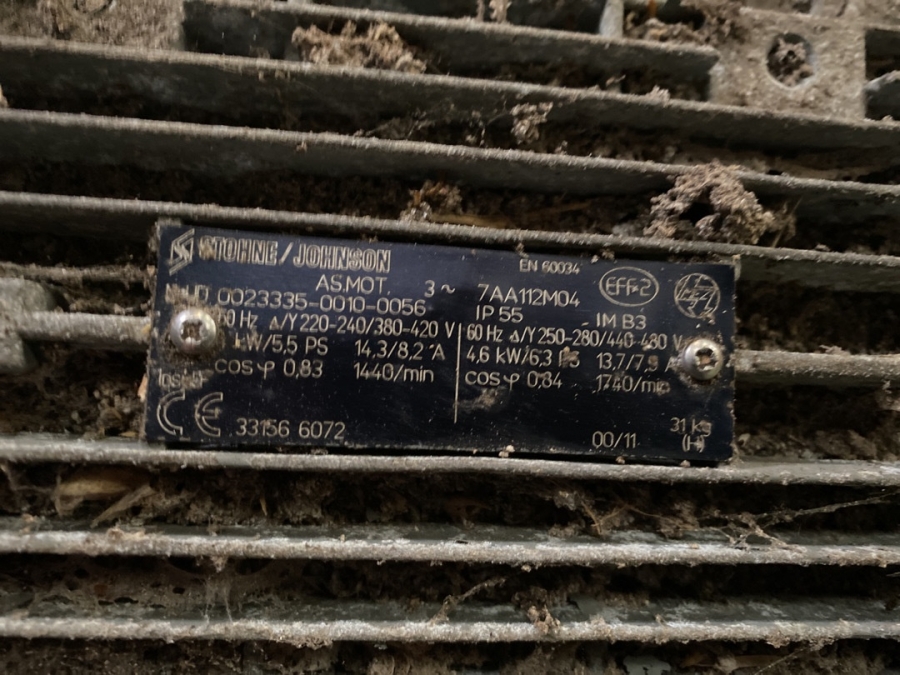 STOHNE/JOHNSON
EN 60034
AS.MOT. 3~ 7AA112M04 EFF2
0023335-0010-0056 IP 55 IM B3
Hz Δ/Y 220-240/380-420 V 60 Hz Δ/Y 250-280/440-480 V
kW/5,5 PS 14,3/8,2 A 4,6 kW/6,3 PS 13,7/7,9 A
cos φ 0,83 1440/min cos φ 0,84 1740/min
CE 33156 6072 00/11 31 kg
(H)